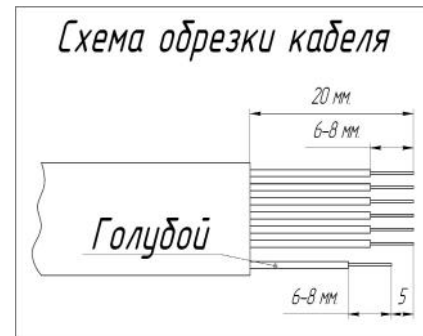 Схема обрезки кабеля
20 мм.
6-8 мм.
Голубой
6-8 мм.
5